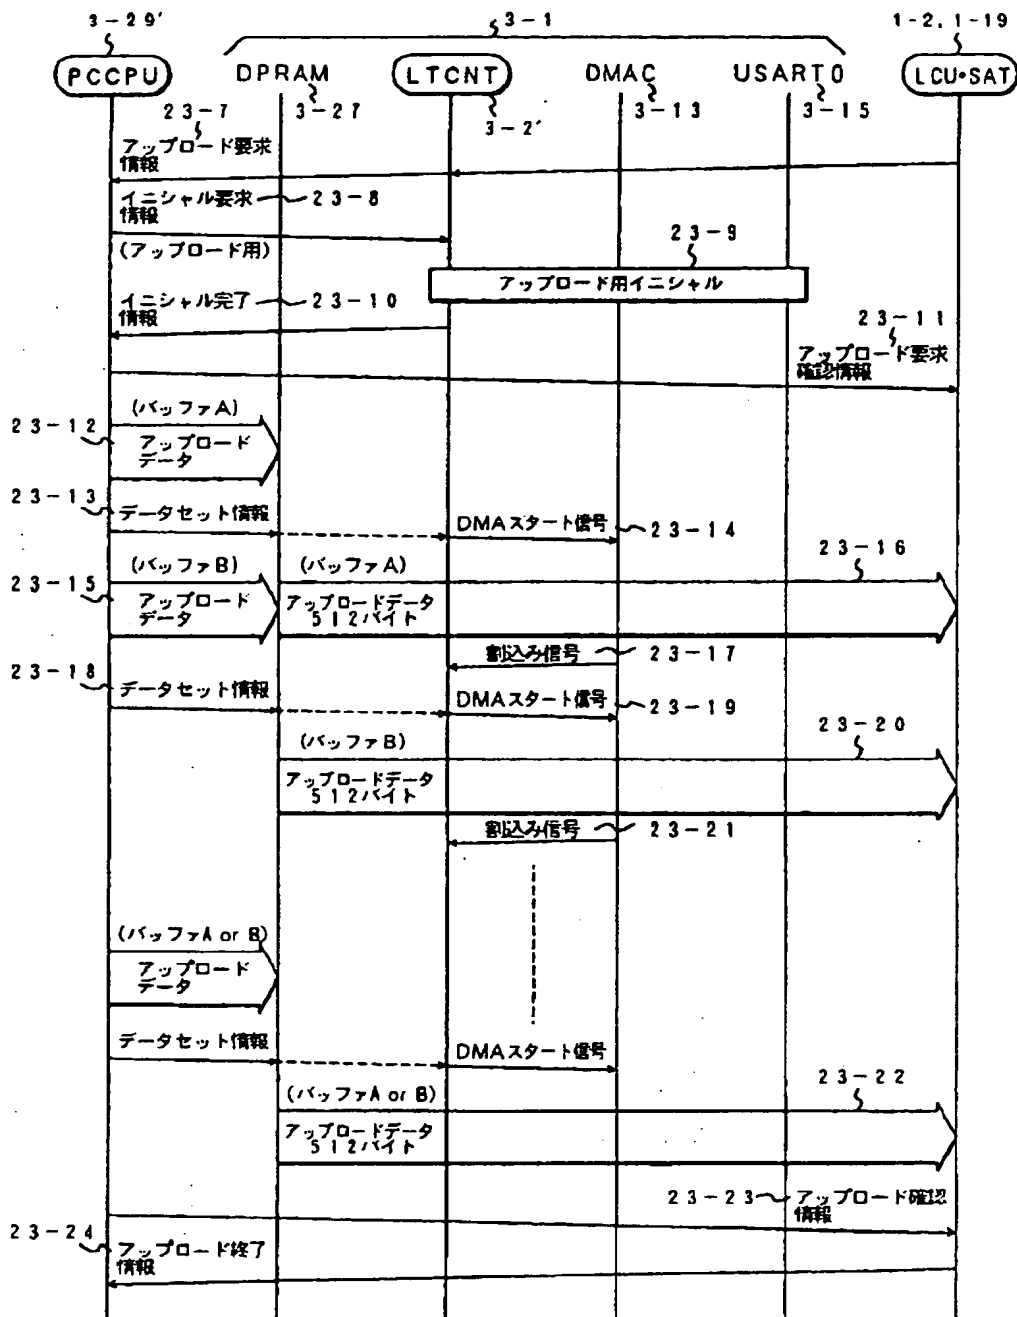 3-29'
3-1
1-2, 1-19
PCCPU
DPRAM
LTCNT
DMAC
USART0
LCU・SAT
23-7
3-27
3-2'
3-13
3-15
アップロード要求
情報
イニシャル要求
情報
23-8
(アップロード用)
23-9
アップロード用イニシャル
イニシャル完了
情報
23-10
23-11
アップロード要求
確認情報
(バッファA)
23-12
アップロード
データ
23-13
データセット情報
DMAスタート信号
23-14
(バッファB)
(バッファA)
23-16
23-15
アップロード
データ
アップロードデータ
512バイト
割込み信号
23-17
23-18
データセット情報
DMAスタート信号
23-19
(バッファB)
23-20
アップロードデータ
512バイト
割込み信号
23-21
(バッファA or B)
アップロード
データ
データセット情報
DMAスタート信号
(バッファA or B)
23-22
アップロードデータ
512バイト
23-23
アップロード確認
情報
23-24
アップロード終了
情報